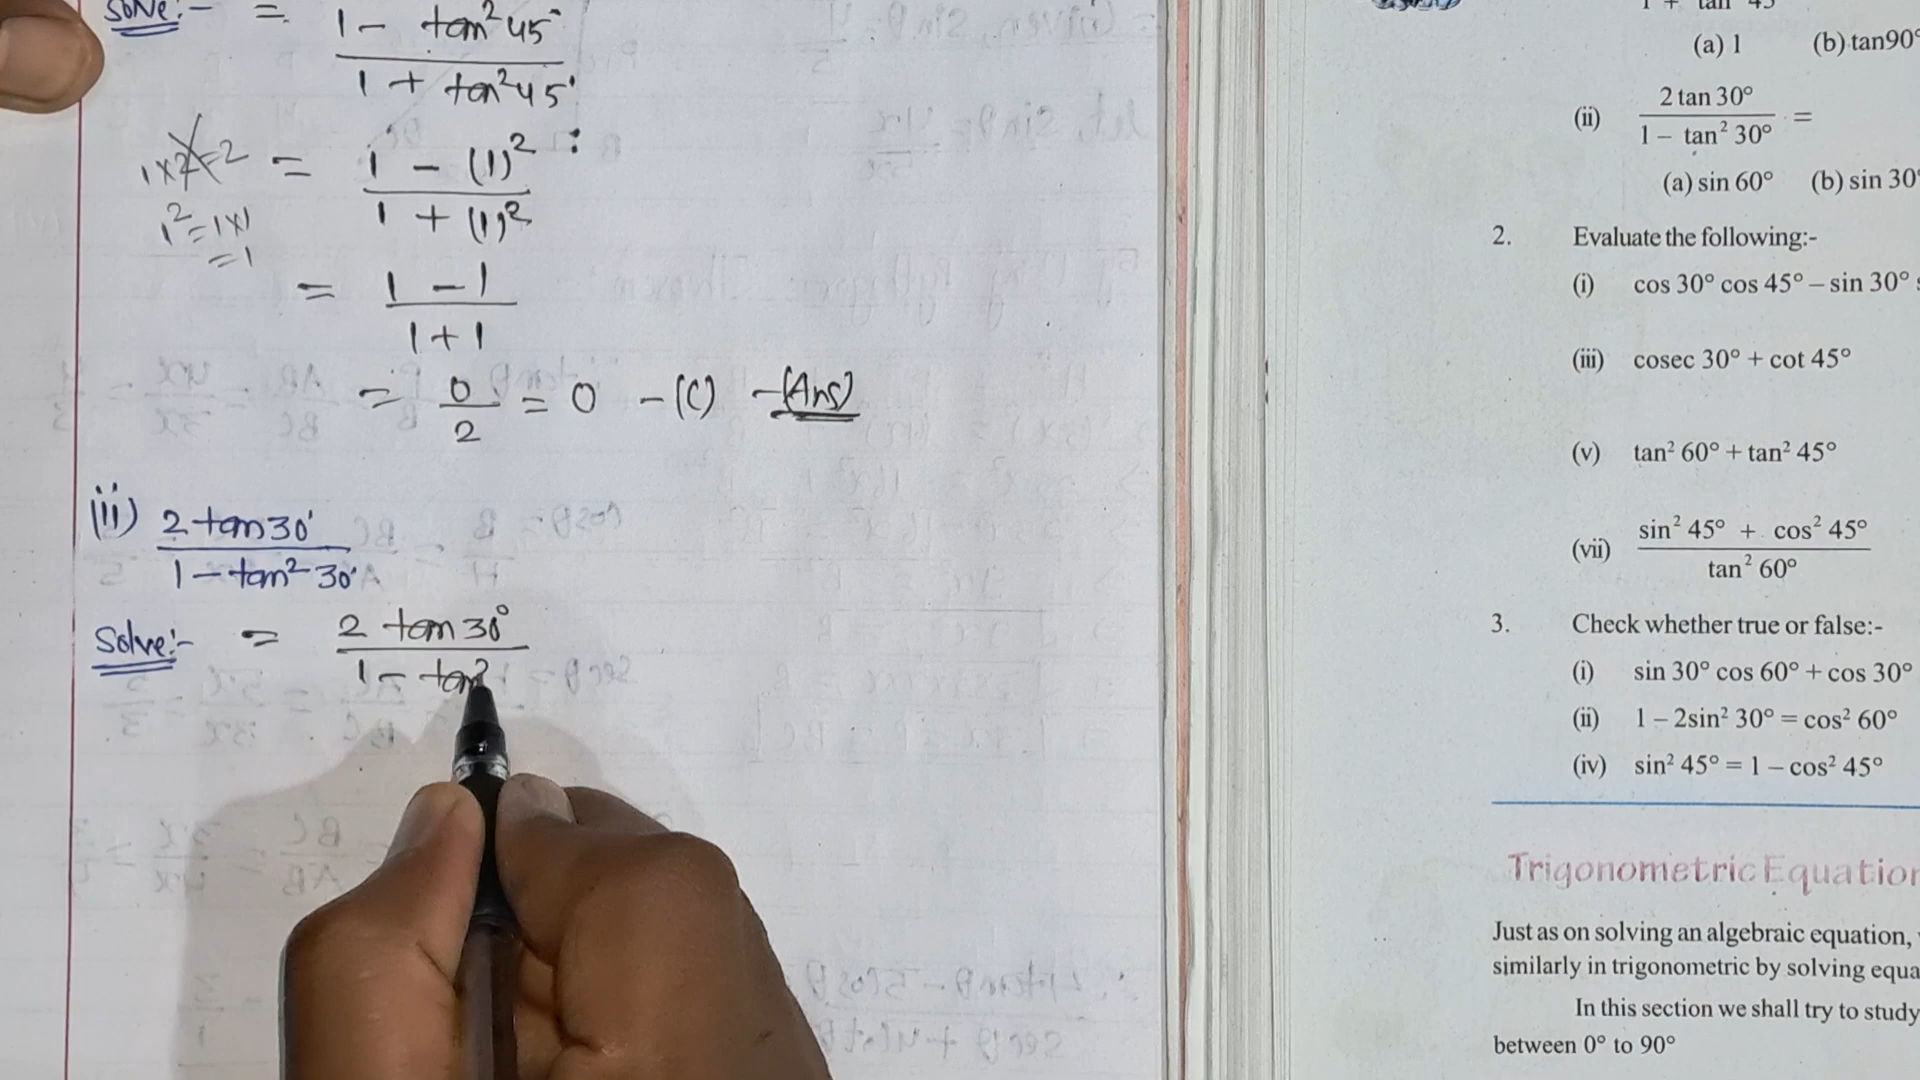 Solve:- = 1 - tan²45°
1 + tan²45°
1×2=2 = 1 - (1)²
1 + (1)²
1² = 1×1
= 1
= 1 - 1
1 + 1
= 0/2 = 0 - (C) - (Ans)
(ii) 2 tan30°
1 - tan² 30°
Solve:- = 2 tan30°
1 - tan²
1 + tan 45
(a) 1 (b) tan90°
(ii) 2 tan 30°
1 – tan² 30° =
(a) sin 60° (b) sin 30°
2. Evaluate the following:-
(i) cos 30° cos 45° – sin 30°
(iii) cosec 30° + cot 45°
(v) tan² 60° + tan² 45°
(vii) sin² 45° + cos² 45°
tan² 60°
3. Check whether true or false:-
(i) sin 30° cos 60° + cos 30°
(ii) 1 – 2sin² 30° = cos² 60°
(iv) sin² 45° = 1 – cos² 45°
Trigonometric Equation
Just as on solving an algebraic equation,
similarly in trigonometric by solving equa
In this section we shall try to study
between 0° to 90°